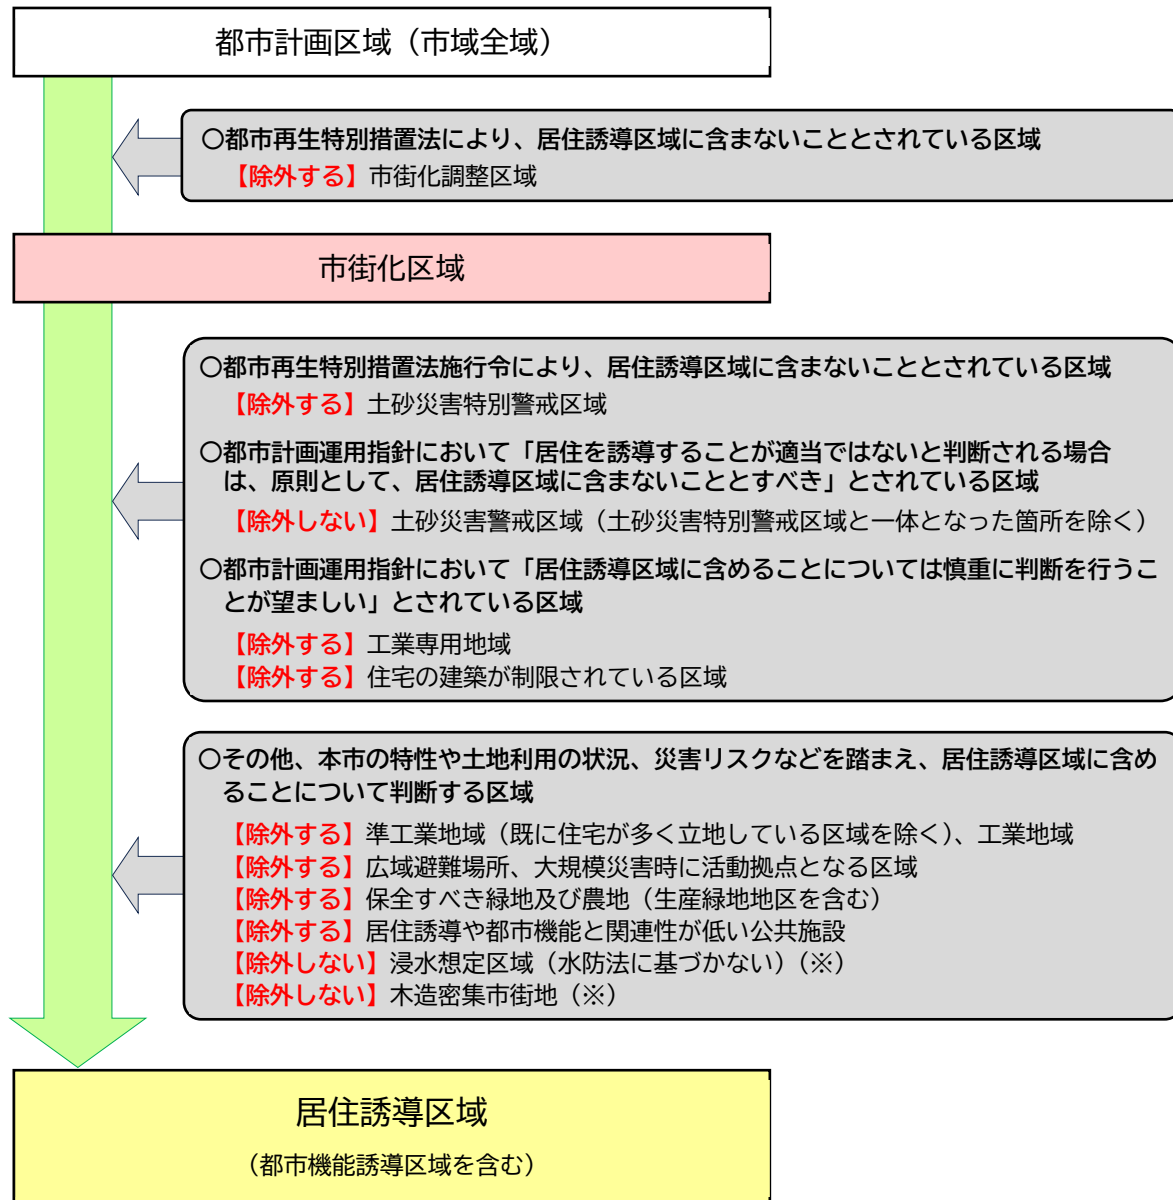 都市計画区域（市域全域）
○都市再生特別措置法により、居住誘導区域に含まないこととされている区域
【除外する】市街化調整区域
市街化区域
○都市再生特別措置法施行令により、居住誘導区域に含まないこととされている区域
【除外する】土砂災害特別警戒区域
○都市計画運用指針において「居住を誘導することが適当ではないと判断される場合
は、原則として、居住誘導区域に含まないこととすべき」とされている区域
【除外しない】土砂災害警戒区域（土砂災害特別警戒区域と一体となった箇所を除く）
○都市計画運用指針において「居住誘導区域に含めることについては慎重に判断を行うこ
とが望ましい」とされている区域
【除外する】工業専用地域
【除外する】住宅の建築が制限されている区域
○その他、本市の特性や土地利用の状況、災害リスクなどを踏まえ、居住誘導区域に含め
ることについて判断する区域
【除外する】準工業地域（既に住宅が多く立地している区域を除く）、工業地域
【除外する】広域避難場所、大規模災害時に活動拠点となる区域
【除外する】保全すべき緑地及び農地（生産緑地地区を含む）
【除外する】居住誘導や都市機能と関連性が低い公共施設
【除外しない】浸水想定区域（水防法に基づかない）（※）
【除外しない】木造密集市街地（※）
居住誘導区域
（都市機能誘導区域を含む）